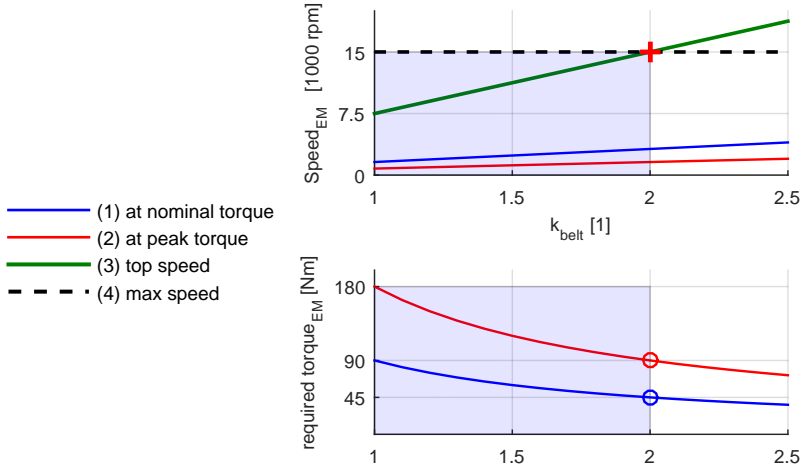 Speed_EM [1000 rpm]
15
7.5
0
1
1.5
2
2.5
k_belt [1]
(1) at nominal torque
(2) at peak torque
(3) top speed
(4) max speed
required torque_EM [Nm]
180
90
45
1
1.5
2
2.5